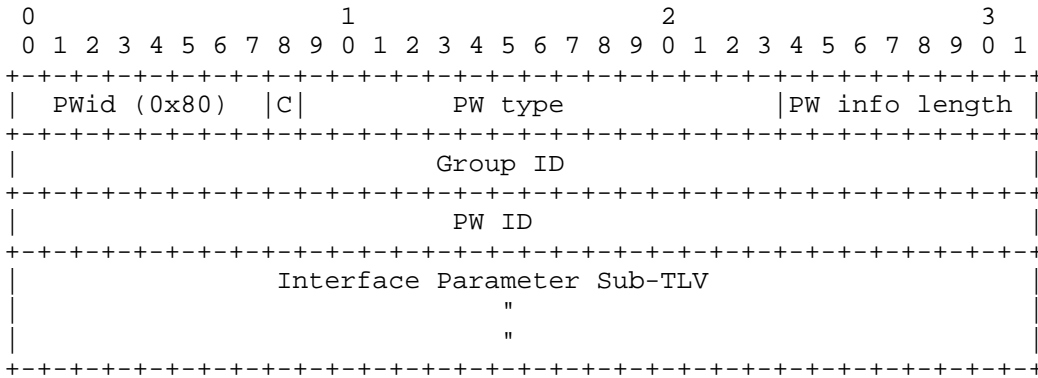 0                   1                   2                   3
 0 1 2 3 4 5 6 7 8 9 0 1 2 3 4 5 6 7 8 9 0 1 2 3 4 5 6 7 8 9 0 1
+-+-+-+-+-+-+-+-+-+-+-+-+-+-+-+-+-+-+-+-+-+-+-+-+-+-+-+-+-+-+-+-+
|  PWid (0x80)  |C|         PW type             |PW info length |
+-+-+-+-+-+-+-+-+-+-+-+-+-+-+-+-+-+-+-+-+-+-+-+-+-+-+-+-+-+-+-+-+
|                          Group ID                             |
+-+-+-+-+-+-+-+-+-+-+-+-+-+-+-+-+-+-+-+-+-+-+-+-+-+-+-+-+-+-+-+-+
|                           PW ID                               |
+-+-+-+-+-+-+-+-+-+-+-+-+-+-+-+-+-+-+-+-+-+-+-+-+-+-+-+-+-+-+-+-+
|                Interface Parameter Sub-TLV                    |
|                              "                                |
|                              "                                |
+-+-+-+-+-+-+-+-+-+-+-+-+-+-+-+-+-+-+-+-+-+-+-+-+-+-+-+-+-+-+-+-+